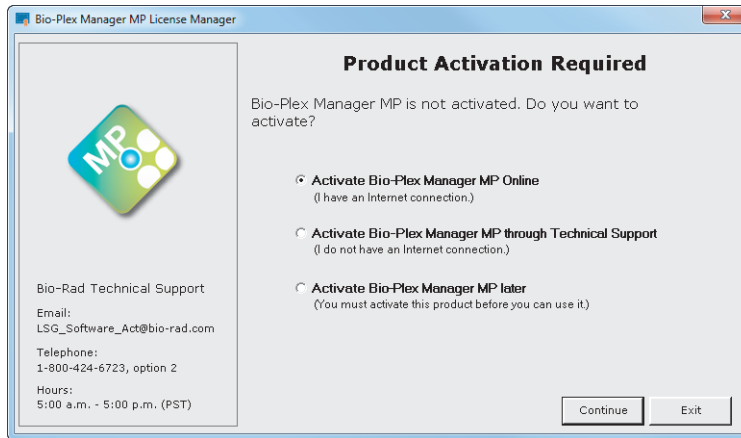 Bio-Plex Manager MP License Manager
MP
Bio-Rad Technical Support
Email:
LSG_Software_Act@bio-rad.com
Telephone:
1-800-424-6723, option 2
Hours:
5:00 a.m. - 5:00 p.m. (PST)
Product Activation Required
Bio-Plex Manager MP is not activated. Do you want to
activate?
Activate Bio-Plex Manager MP Online
(I have an Internet connection.)
Activate Bio-Plex Manager MP through Technical Support
(I do not have an Internet connection.)
Activate Bio-Plex Manager MP later
(You must activate this product before you can use it.)
Continue
Exit